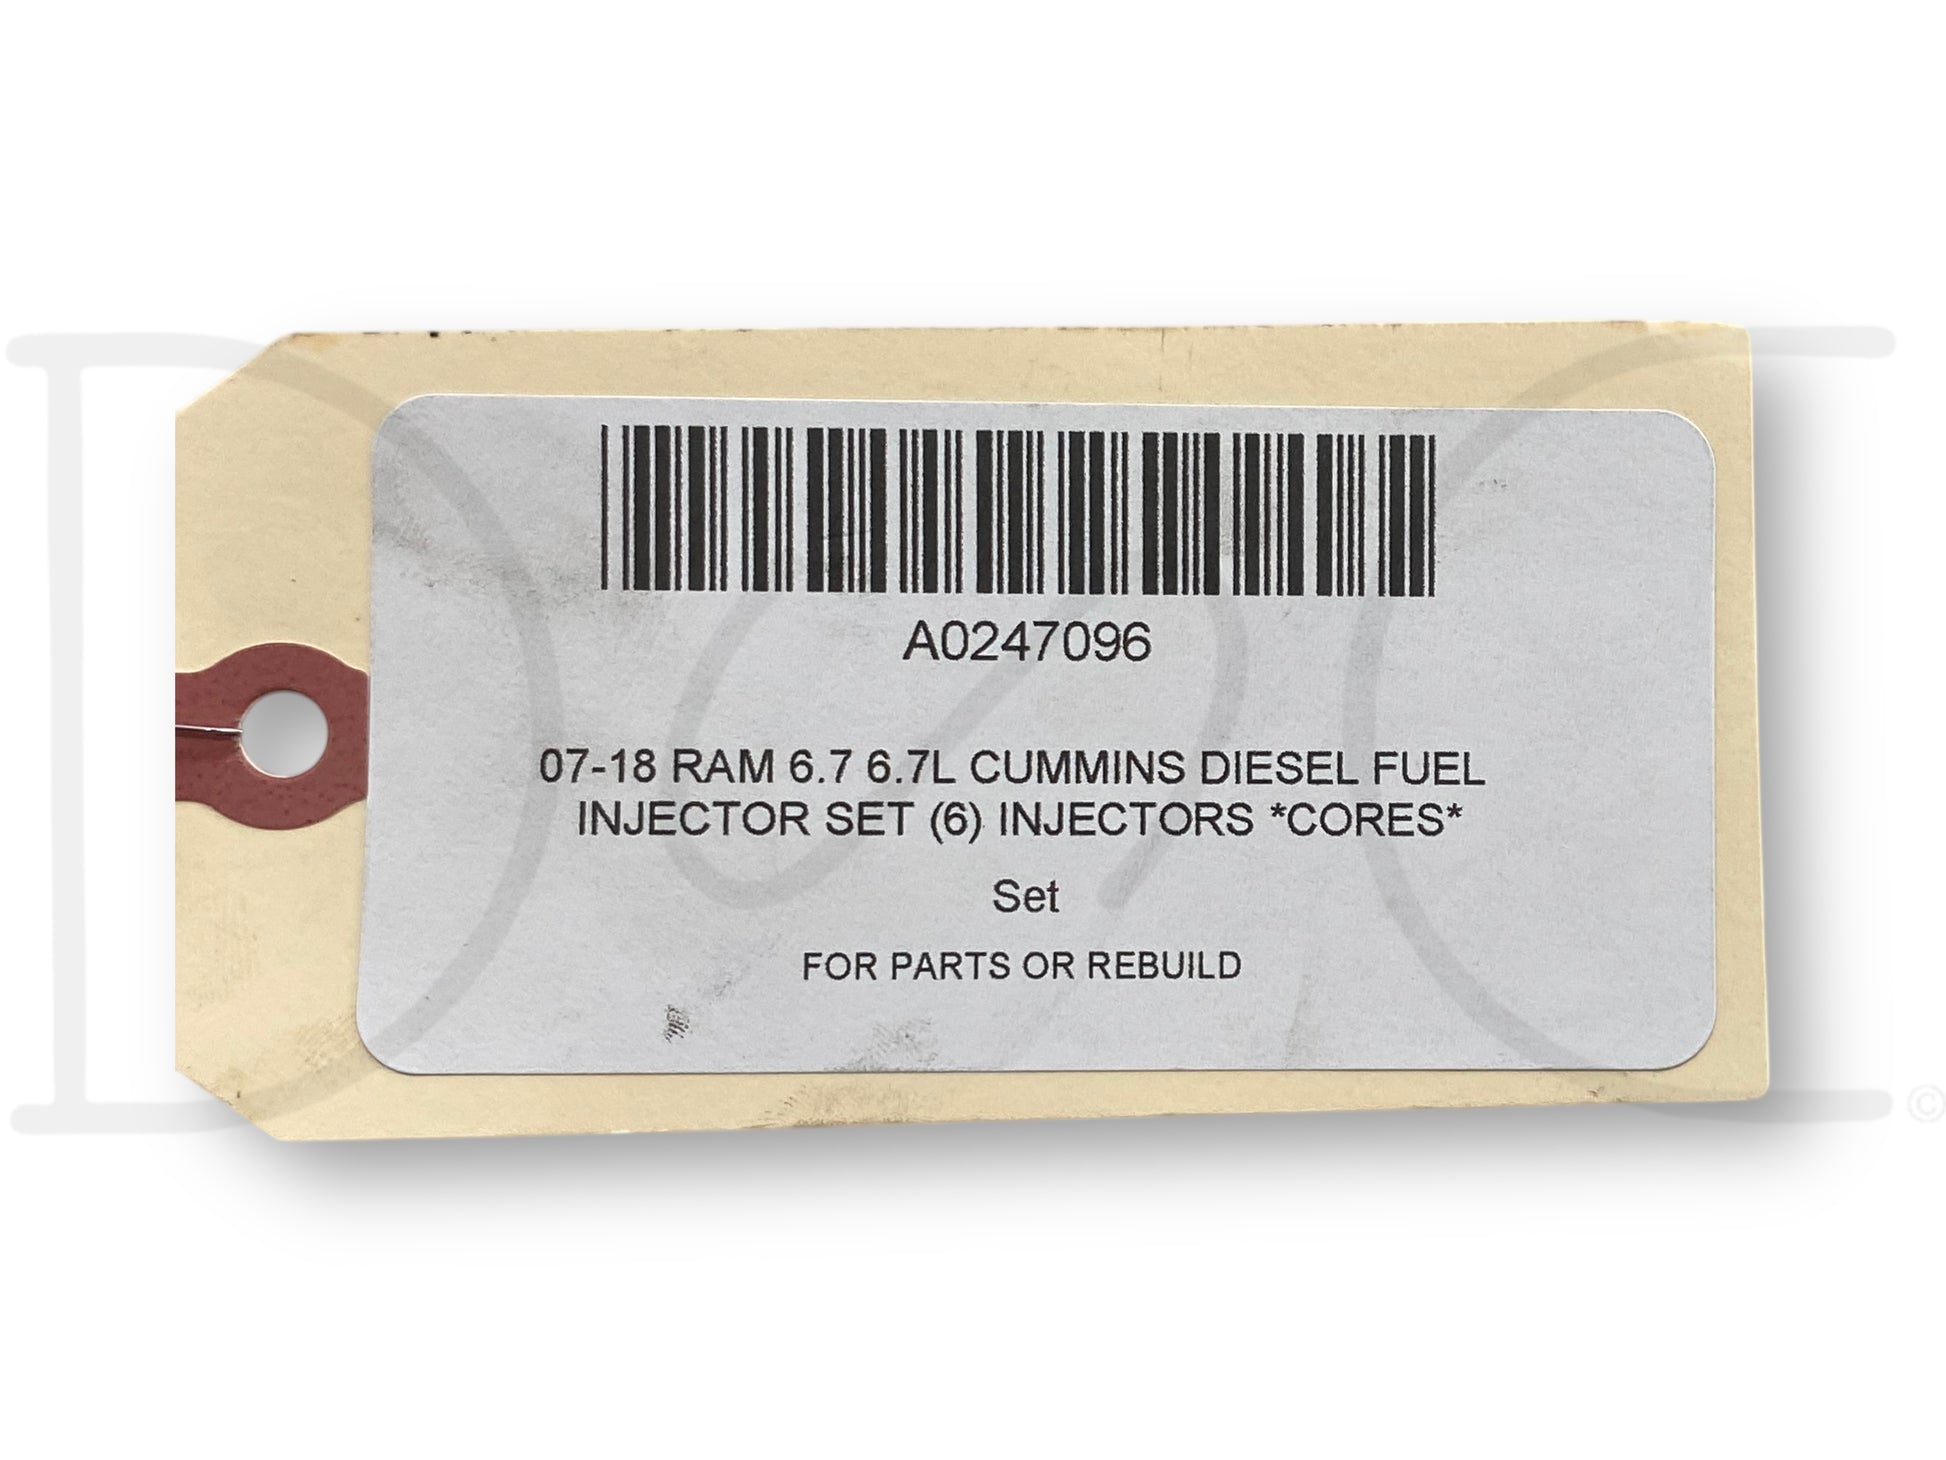 A0247096
07-18 RAM 6.7 6.7L CUMMINS DIESEL FUEL
INJECTOR SET (6) INJECTORS *CORES*
Set
FOR PARTS OR REBUILD
©